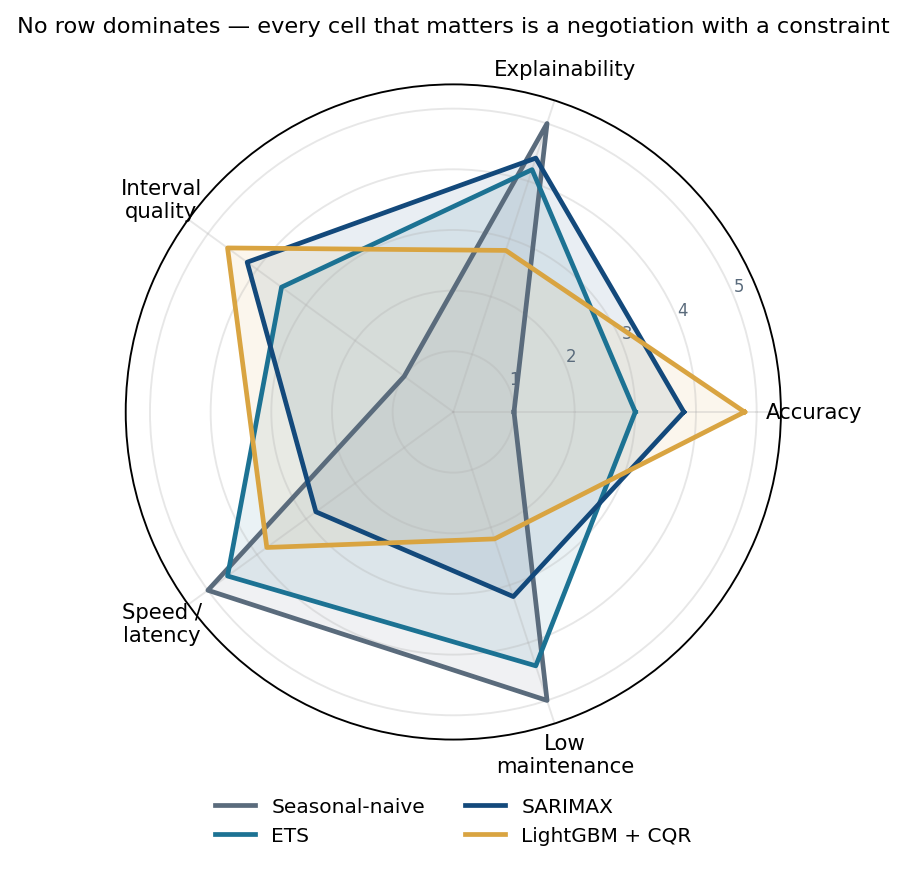 No row dominates — every cell that matters is a negotiation with a constraint
Explainability
Interval
quality
5
4
3
2
1
Accuracy
Speed /
latency
Low
maintenance
Seasonal-naive
SARIMAX
ETS
LightGBM + CQR